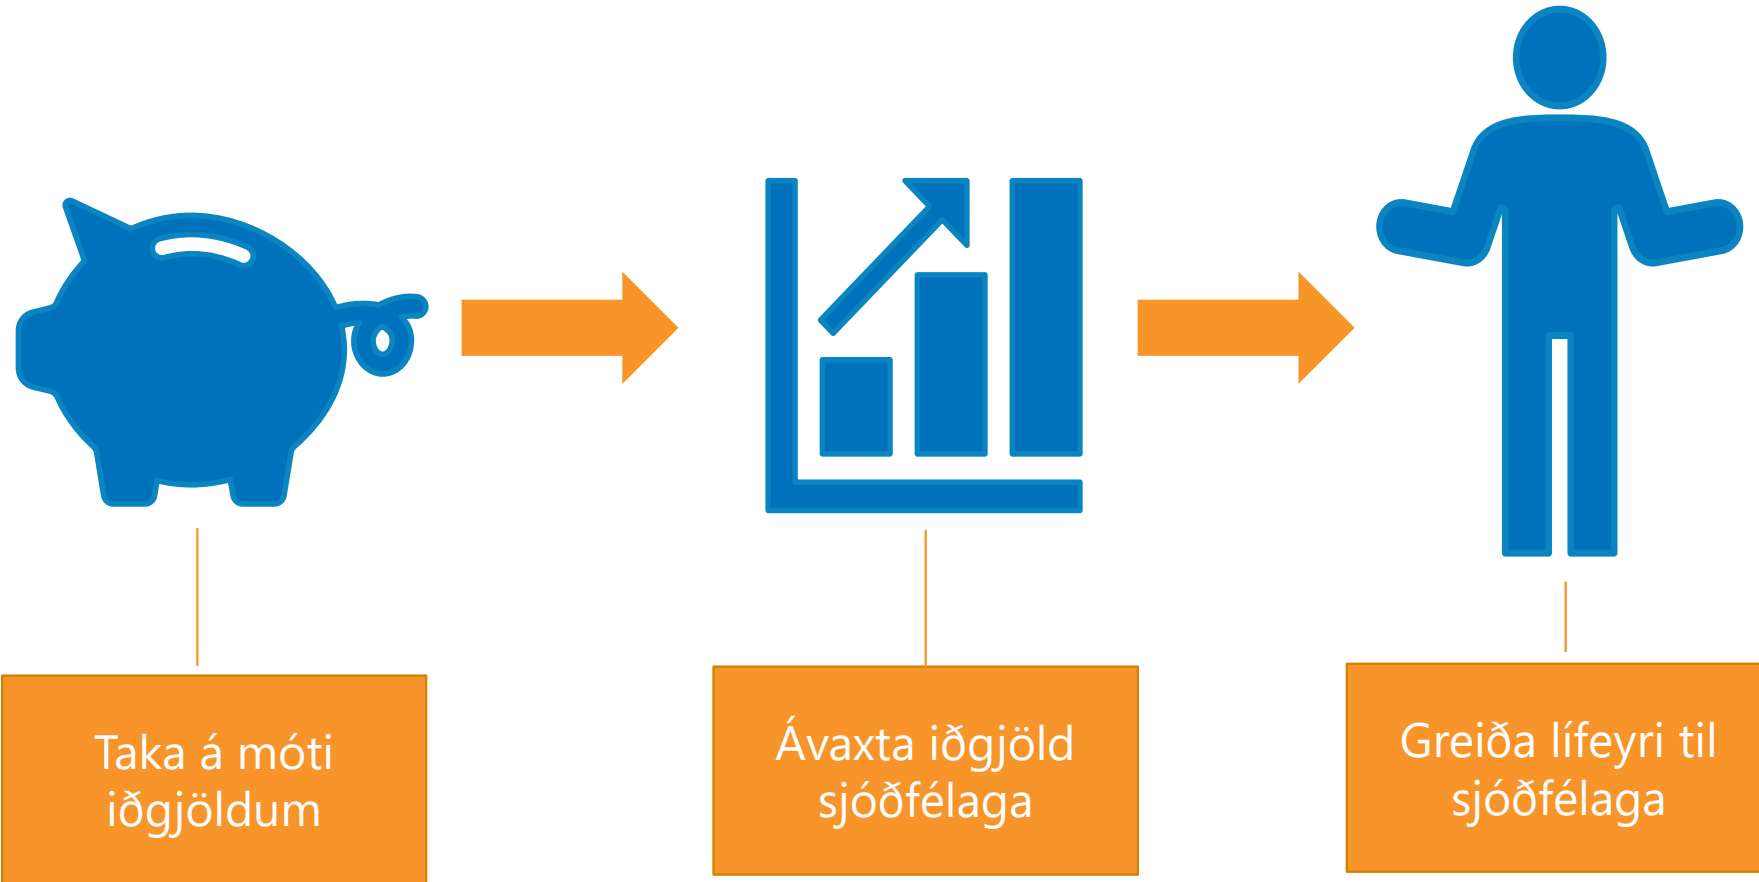 Taka á móti
iðgjöldum
Ávaxta iðgjöld
sjóðfélaga
Greiða lífeyri til
sjóðfélaga